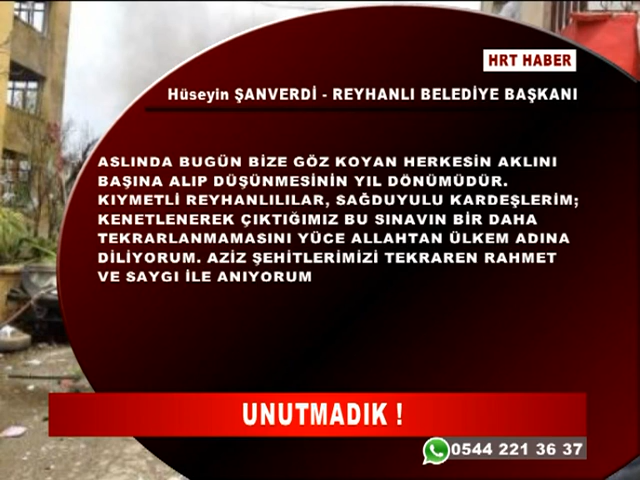 HRT HABER
Hüseyin ŞANVERDİ - REYHANLI BELEDİYE BAŞKANI
ASLINDA BUGÜN BİZE GÖZ KOYAN HERKESİN AKLINI
BAŞINA ALIP DÜŞÜNMESİNİN YIL DÖNÜMÜDÜR.
KIYMETLİ REYHANLILILAR, SAĞDUYULU KARDEŞLERİM;
KENETLENEREK ÇIKTIĞIMIZ BU SINAVIN BİR DAHA
TEKRARLANMAMASINI YÜCE ALLAHTAN ÜLKEM ADINA
DİLİYORUM. AZİZ ŞEHİTLERİMİZİ TEKRAREN RAHMET
VE SAYGI İLE ANIYORUM
UNUTMADIK !
0544 221 36 37